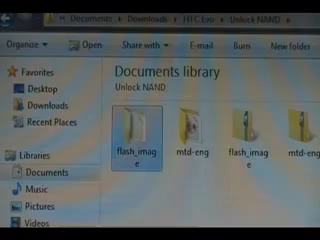 « Documents ▸ Downloads ▸ HTC Evo ▸ Unlock NAND ▸
Organize ▾ Open Share with ▾ E-mail Burn New folder
Favorites
Desktop
Downloads
Recent Places
Libraries
Documents
Music
Pictures
Videos
Documents library
Unlock NAND
flash_imag
e
mtd-eng
flash_imag
e
mtd-eng